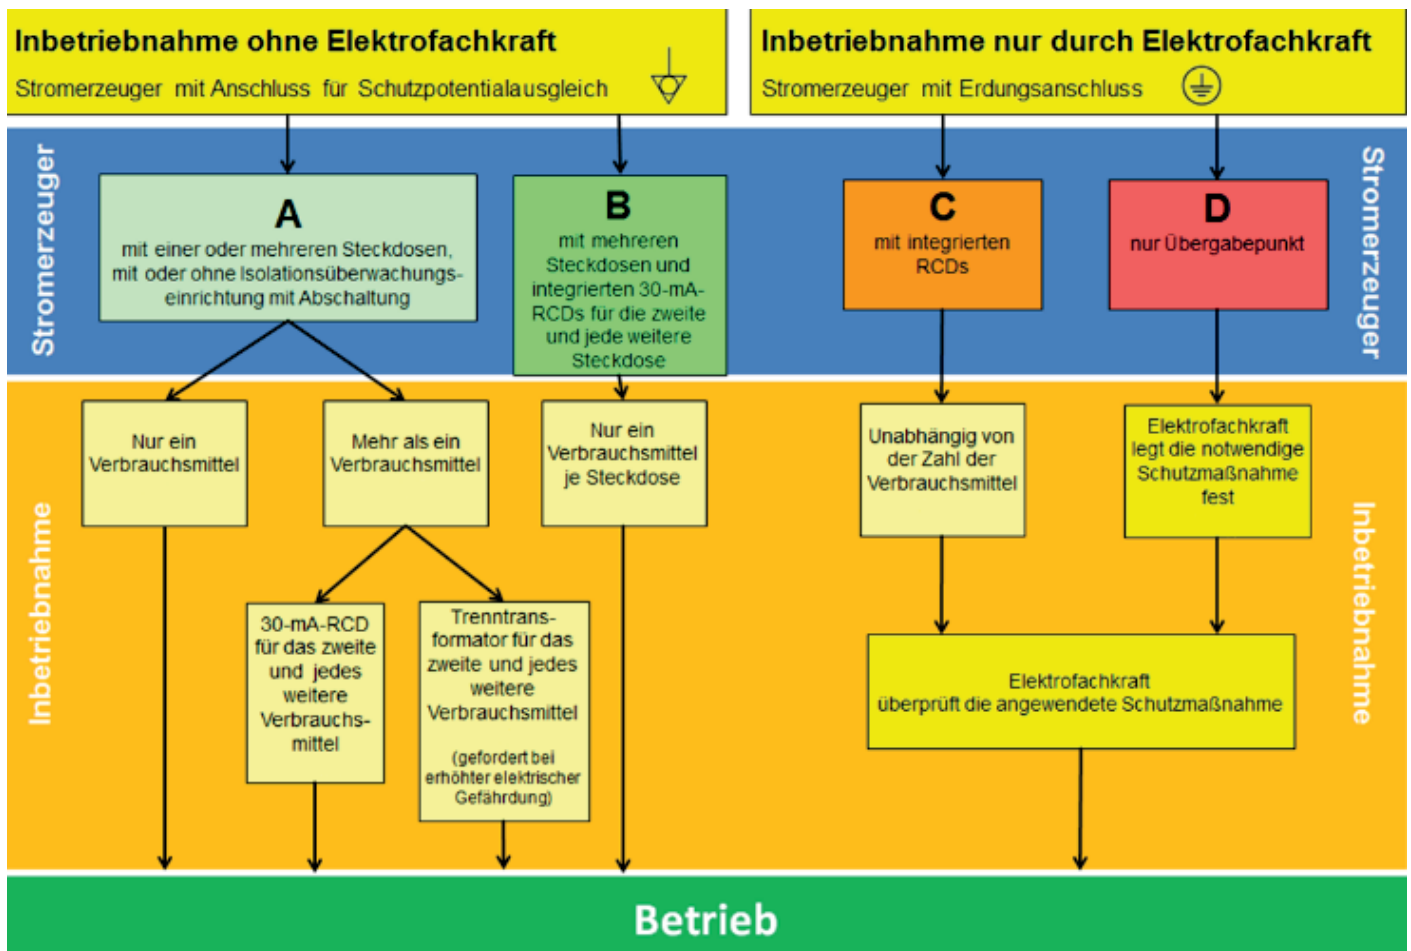 Inbetriebnahme ohne Elektrofachkraft
Stromerzeuger mit Anschluss für Schutzpotentialausgleich
Inbetriebnahme nur durch Elektrofachkraft
Stromerzeuger mit Erdungsanschluss
Stromerzeuger
A
mit einer oder mehreren Steckdosen,
mit oder ohne Isolationsüberwachungs-
einrichtung mit Abschaltung
B
mit mehreren
Steckdosen und
integrierten 30-mA-
RCDs für die zweite
und jede weitere
Steckdose
C
mit integrierten
RCDs
D
nur Übergabepunkt
Stromerzeuger
Inbetriebnahme
Nur ein
Verbrauchsmittel
Mehr als ein
Verbrauchsmittel
Nur ein
Verbrauchsmittel
je Steckdose
Unabhängig von
der Zahl der
Verbrauchsmittel
Elektrofachkraft
legt die notwendige
Schutzmaßnahme
fest
30-mA-RCD
für das zweite
und jedes
weitere
Verbrauchs-
mittel
Trenntrans-
formator für das
zweite und jedes
weitere
Verbrauchsmittel
(gefordert bei
erhöhter elektrischer
Gefährdung)
Elektrofachkraft
überprüft die angewendete Schutzmaßnahme
Inbetriebnahme
Betrieb